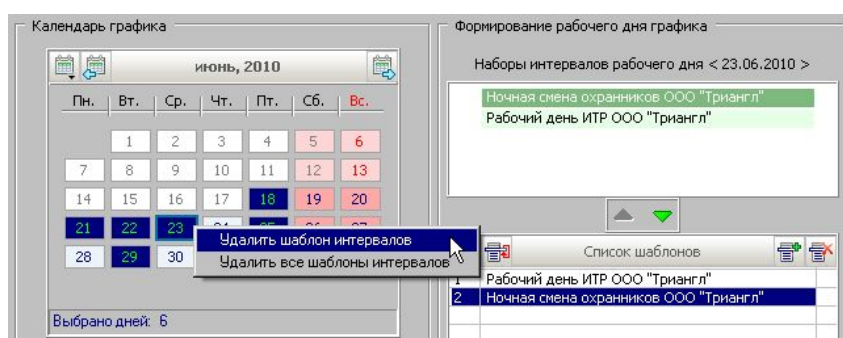 Календарь графика
июнь, 2010
Пн. Вт. Ср. Чт. Пт. Сб. Вс.
1 2 3 4 5 6
7 8 9 10 11 12 13
14 15 16 17 18 19 20
21 22 23
28 29 30
Удалить шаблон интервалов
Удалить все шаблоны интервалов
Выбрано дней: 6
Формирование рабочего дня графика
Наборы интервалов рабочего дня < 23.06.2010 >
Ночная смена охранников ООО "Триангл"
Рабочий день ИТР ООО "Триангл"
Список шаблонов
1 Рабочий день ИТР ООО "Триангл"
2 Ночная смена охранников ООО "Триангл"